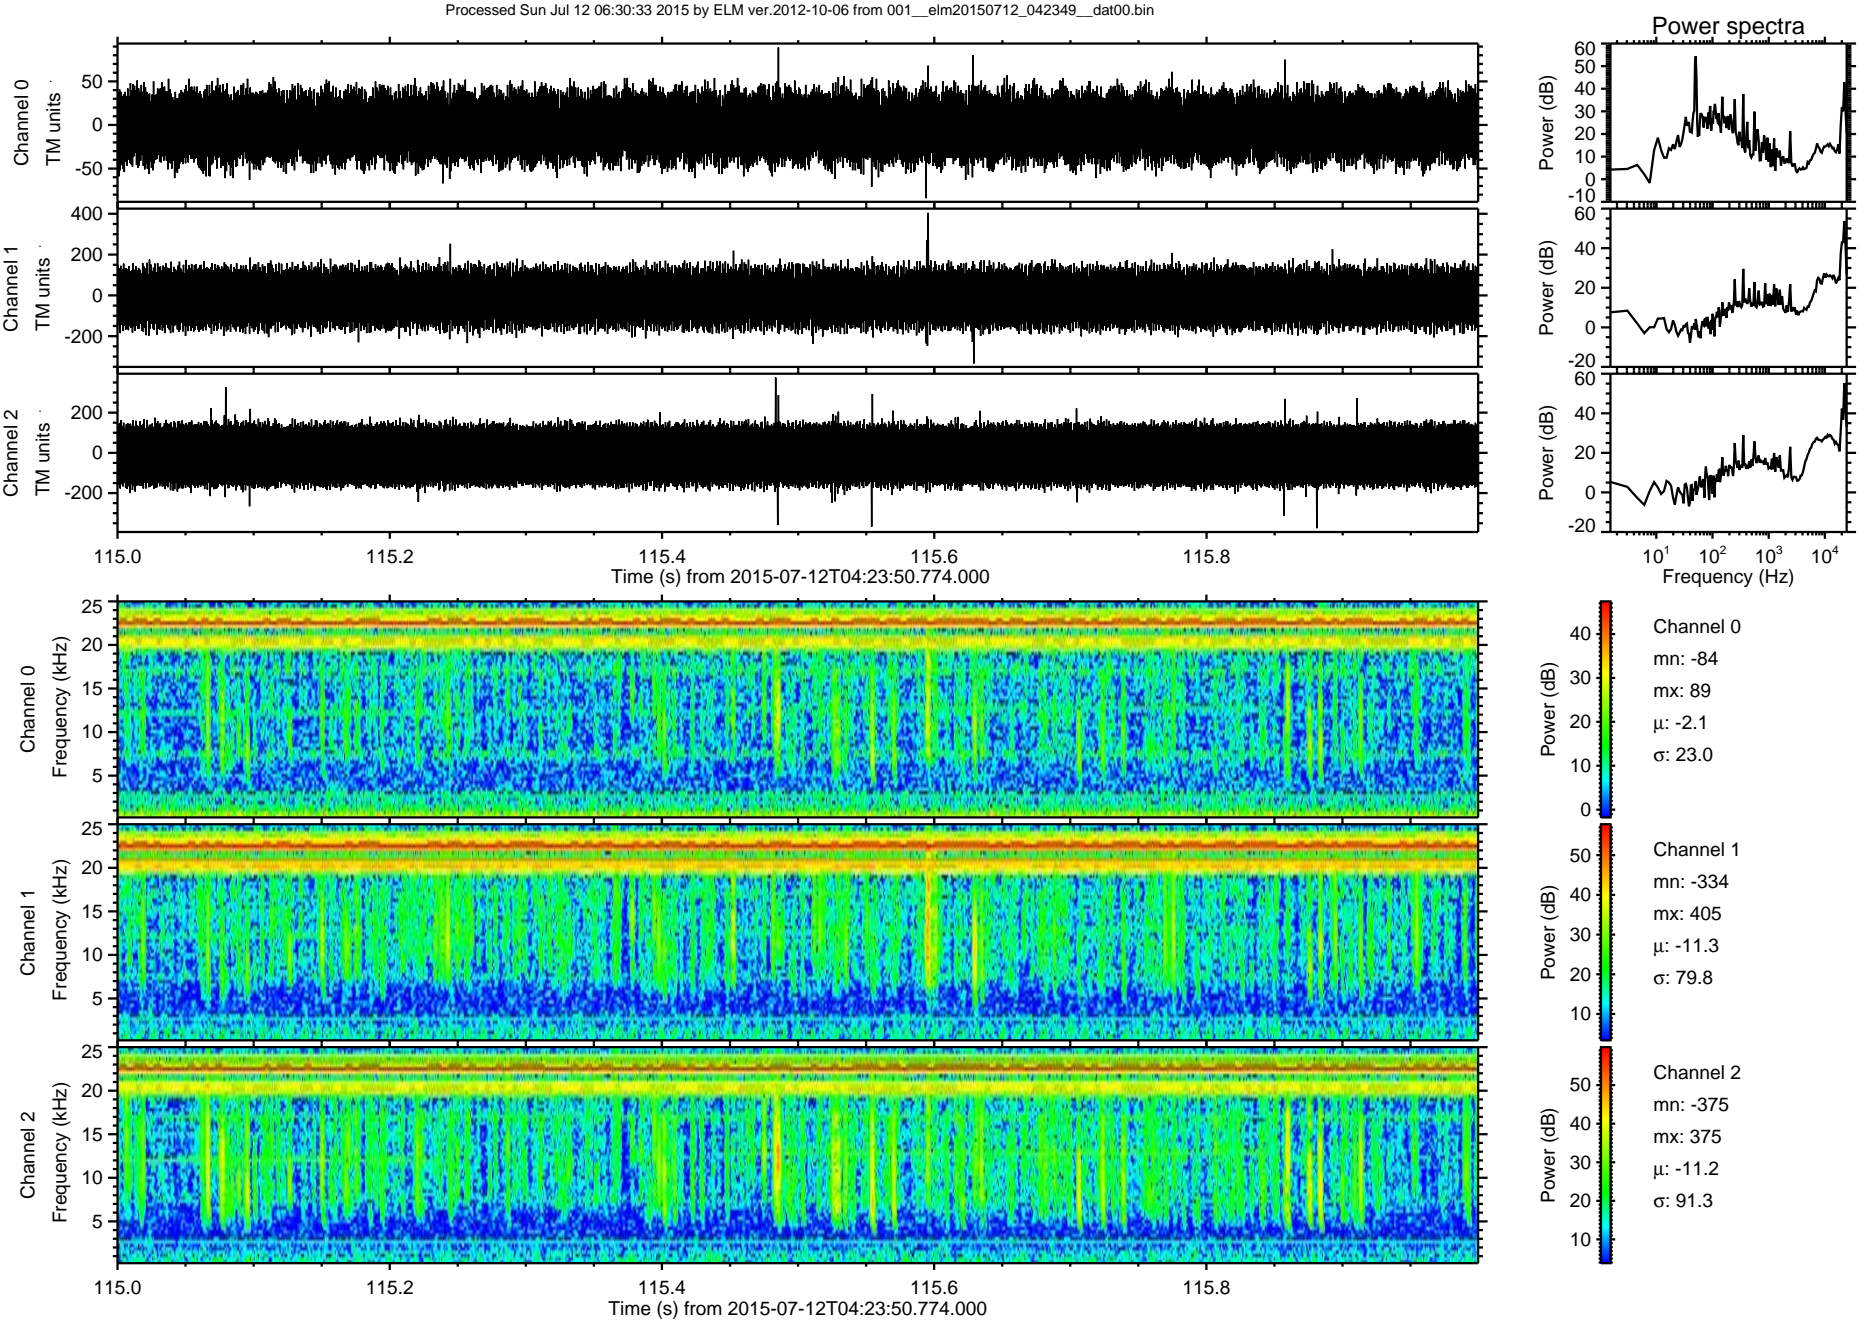 Processed Sun Jul 12 06:30:33 2015 by ELM ver.2012-10-06 from 001__elm20150712_042349__dat00.bin
Power spectra
Channel 0
TM units
50
0
-50
Power (dB)
60
50
40
30
20
10
0
-10
Channel 1
TM units
400
200
0
-200
Power (dB)
60
40
20
0
-20
Channel 2
TM units
200
0
-200
Power (dB)
60
40
20
0
-20
115.0 115.2 115.4 115.6 115.8
Time (s) from 2015-07-12T04:23:50.774.000
10¹ 10² 10³ 10⁴
Frequency (Hz)
Channel 0
Frequency (kHz)
25
20
15
10
5
Power (dB)
40
30
20
10
0
Channel 0
mn: -84
mx: 89
μ: -2.1
σ: 23.0
Channel 1
Frequency (kHz)
25
20
15
10
5
Power (dB)
50
40
30
20
10
Channel 1
mn: -334
mx: 405
μ: -11.3
σ: 79.8
Channel 2
Frequency (kHz)
25
20
15
10
5
Power (dB)
50
40
30
20
10
Channel 2
mn: -375
mx: 375
μ: -11.2
σ: 91.3
115.0 115.2 115.4 115.6 115.8
Time (s) from 2015-07-12T04:23:50.774.000